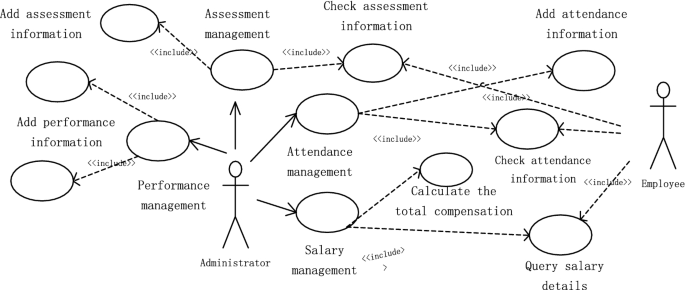 Add assessment
information
Assessment
management
Check assessment
information
Add attendance
information
<<include>>
<<include>>
<<include>>
<<include>>
<<include>>
Add performance
information
<<include>>
Performance
management
Attendance
management
<<include>>
Check attendance
information
<<include>>
Employee
Calculate the
total compensation
Administrator
Salary
management
<<include>
>
Query salary
details